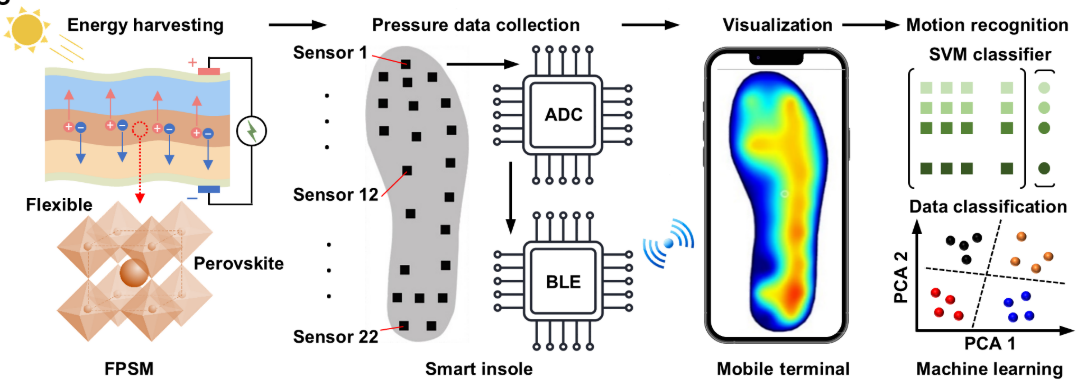 Energy harvesting
Pressure data collection
Visualization
Motion recognition
Sensor 1
SVM classifier
+
ADC
Sensor 12
−
Flexible
Data classification
Perovskite
BLE
PCA 2
Sensor 22
PCA 1
FPSM
Smart insole
Mobile terminal
Machine learning